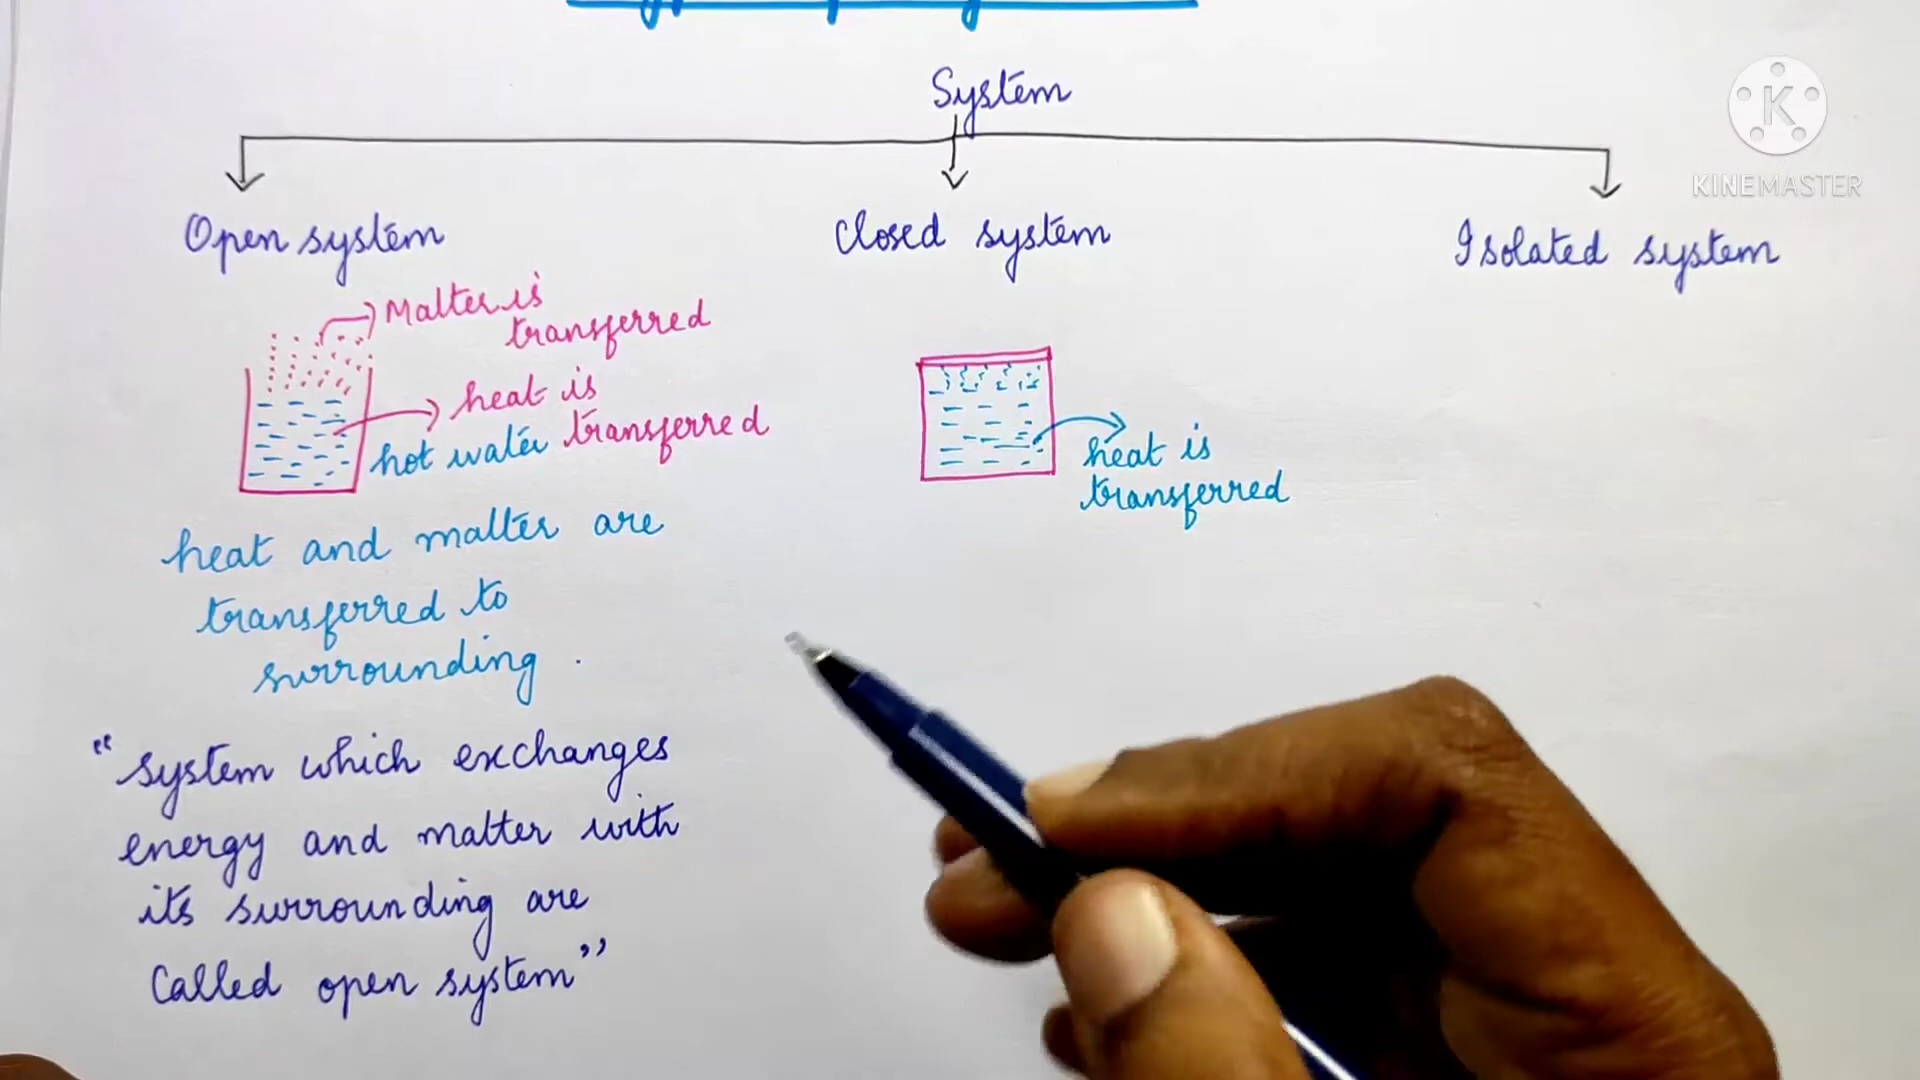 System
Open system
Closed system
Isolated system
Matter is
transferred
heat is
transferred
hot water
heat and matter are
transferred to
surrounding.
"system which exchanges
energy and matter with
its surrounding are
Called open system"
heat is
transferred
KINEMASTER